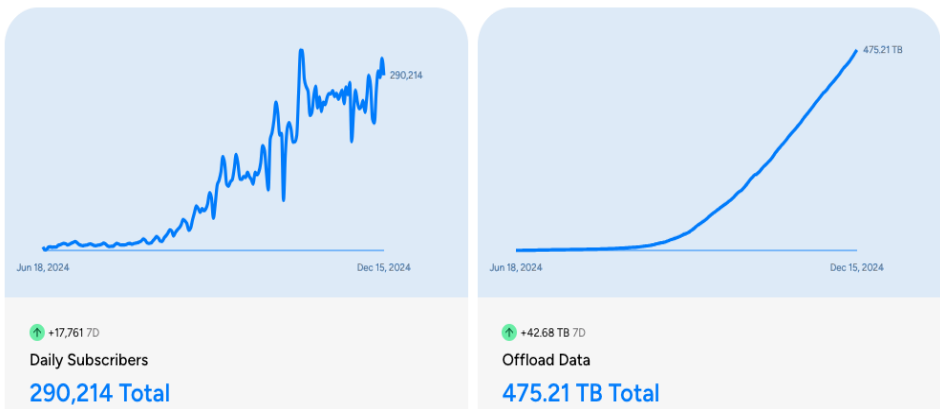 290,214
Jun 18, 2024
Dec 15, 2024
+17,761 7D
Daily Subscribers
290,214 Total
475.21 TB
Jun 18, 2024
Dec 15, 2024
+42.68 TB 7D
Offload Data
475.21 TB Total